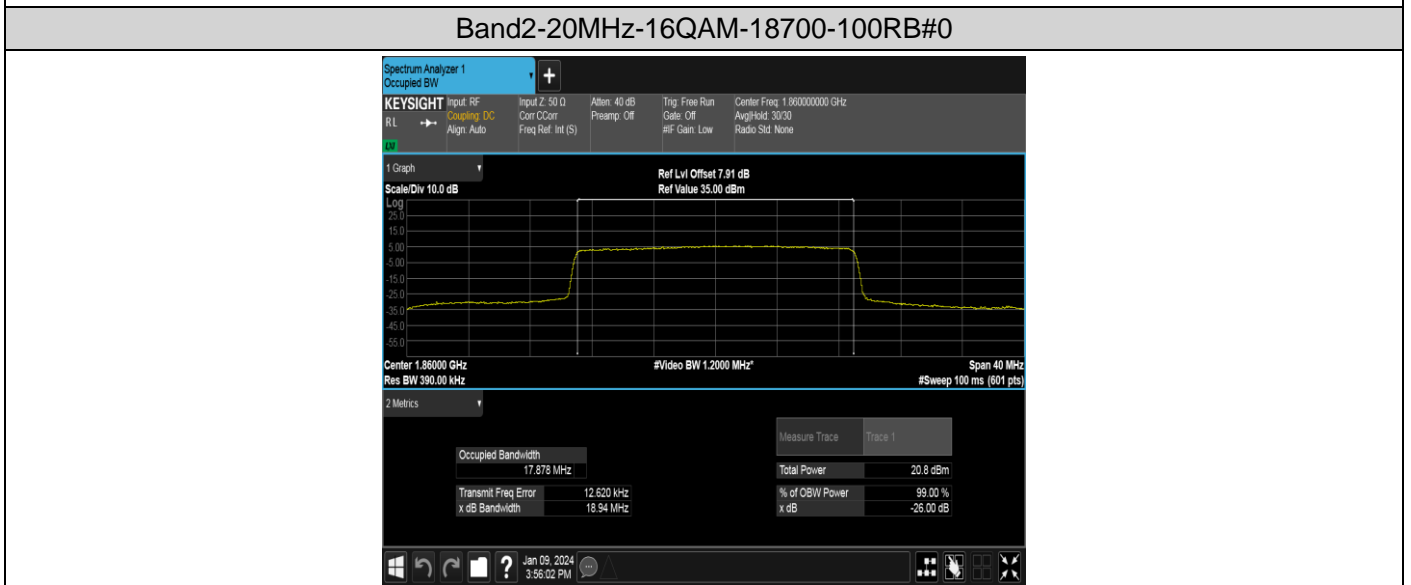 Band2-20MHz-16QAM-18700-100RB#0
Spectrum Analyzer 1
Occupied BW
KEYSIGHT
R L
Input: RF
Coupling: DC
Align: Auto
Input Z: 50 Ω
Corr CCorr
Freq Ref: Int (S)
Atten: 40 dB
Preamp: Off
Trig: Free Run
Gate: Off
#IF Gain: Low
Center Freq: 1.860000000 GHz
Avg|Hold: 30/30
Radio Std: None
1 Graph
Scale/Div 10.0 dB
Ref Lvl Offset 7.91 dB
Ref Value 35.00 dBm
Log
25.0
15.0
5.00
-5.00
-15.0
-25.0
-35.0
-45.0
-55.0
Center 1.86000 GHz
#Video BW 1.2000 MHz*
Span 40 MHz
Res BW 390.00 kHz
#Sweep 100 ms (601 pts)
2 Metrics
Measure Trace Trace 1
Occupied Bandwidth
17.878 MHz
Total Power 20.8 dBm
Transmit Freq Error 12.620 kHz
% of OBW Power 99.00 %
x dB Bandwidth 18.94 MHz
x dB -26.00 dB
Jan 09, 2024
3:56:02 PM